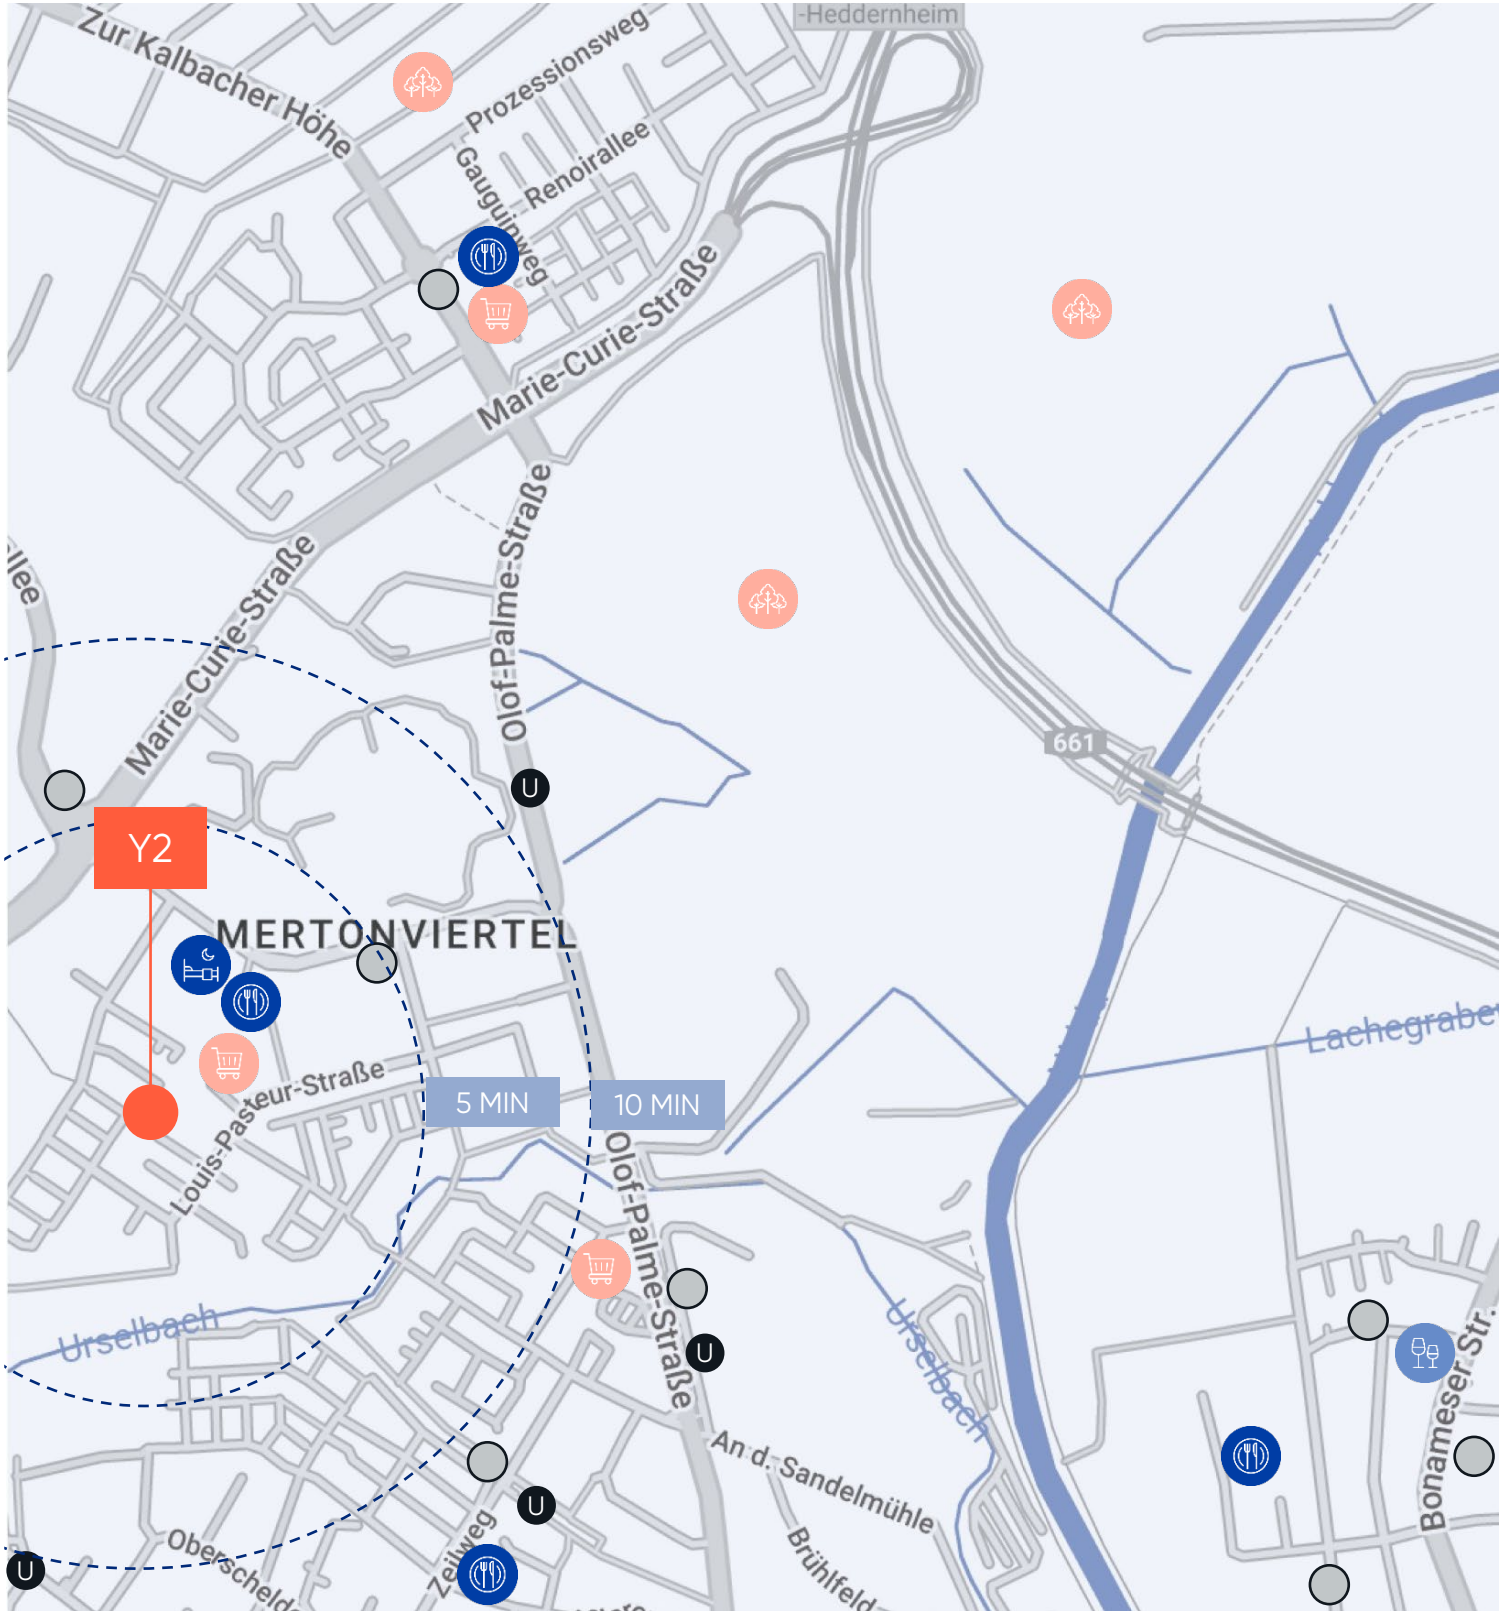 -Heddernheim
Zur Kalbacher Höhe
Prozessionsweg
Renoirallee
Gauguinweg
Marie-Curie-Straße
Marie-Curie-Straße
Olof-Palme-Straße
llee
661
U
Y2
MERTONVIERTEL
Lachegrabe
Louis-Pasteur-Straße
5 MIN
10 MIN
Olof-Palme-Straße
Urselbach
Urselbach
U
Bonameser Str.
An d. Sandelmühle
U
Zeilweg
Brühlfeld
Oberschelde
U